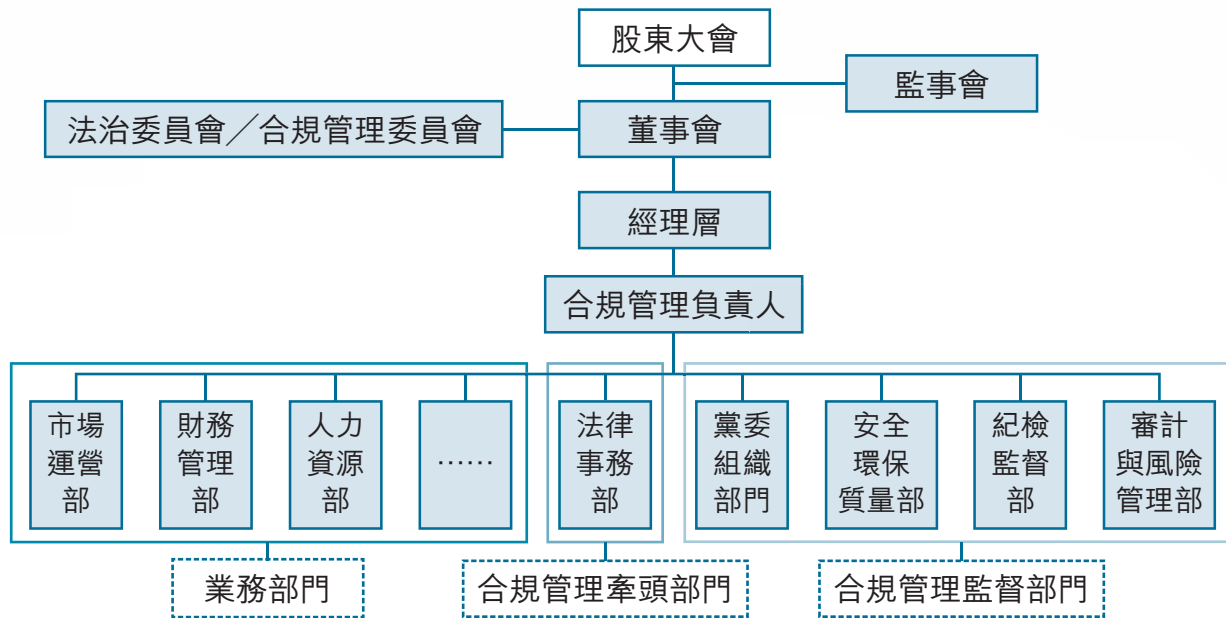 股東大會
監事會
法治委員會／合規管理委員會
董事會
經理層
合規管理負責人
市場
運營
部
財務
管理
部
人力
資源
部
……
法律
事務
部
黨委
組織
部門
安全
環保
質量部
紀檢
監督
部
審計
與風險
管理部
業務部門
合規管理牽頭部門
合規管理監督部門